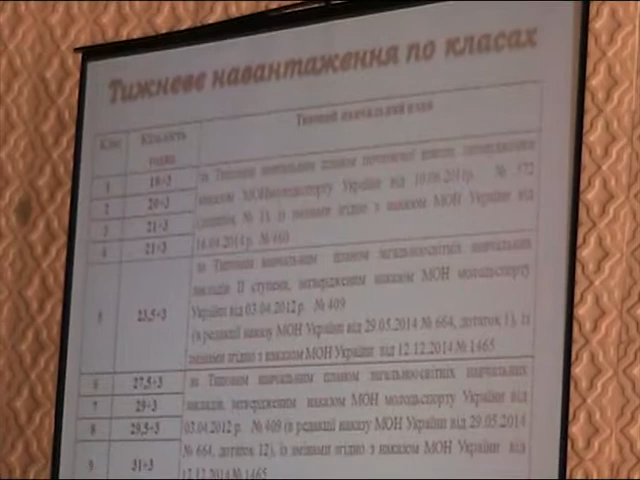 Тижневе навантаження по класах
Клас
Кількість
годин
Типовий навчальний план
1 18+3
2 20+3
3 21+3
4 21+3
за Типовим навчальним планом початкової школи, затвердженим
наказом МОНмолодьспорту України від 10.06.2011р. № 572
№ 1), із змінами згідно з наказом МОН України від
16.04.2014 р. № 460
5 23,5+3
за Типовим навчальним планом загальноосвітніх навчальних
закладів ІІ ступеня, затвердженим наказом МОН молодьспорту
України від 03.04.2012 р. № 409
(в редакції наказу МОН України від 29.05.2014 № 664, додаток 1), із
змінами згідно з наказом МОН України від 12.12.2014 № 1465
6 27,5+3
7 29+3
8 29,5+3
9 31+3
за Типовим навчальним планом загальноосвітніх навчальних
закладів, затвердженим наказом МОН молодьспорту України від
03.04.2012 р. № 409 (в редакції наказу МОН України від 29.05.2014
№ 664, додаток 12), із змінами згідно з наказом МОН України від
12.12.2014 № 1465